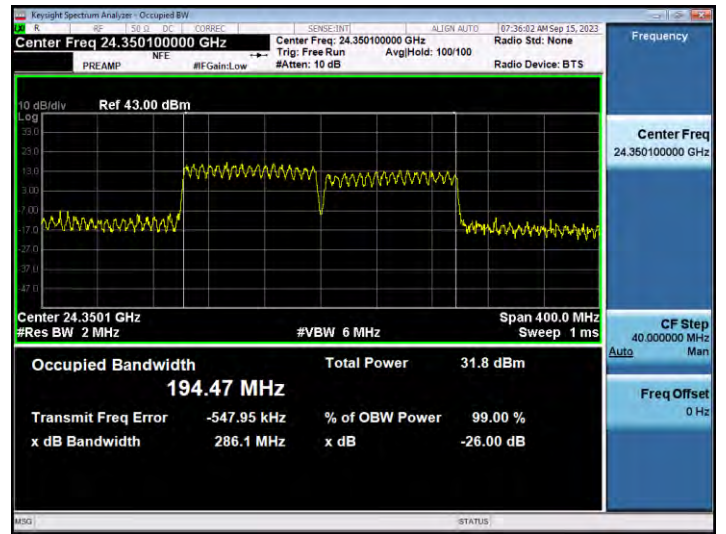 Keysight Spectrum Analyzer - Occupied BW
R RF 50 Ω DC CORREC SENSE:INT ALIGN AUTO 07:36:02 AM Sep 15, 2023
Center Freq 24.350100000 GHz
Center Freq: 24.350100000 GHz
Radio Std: None
Frequency
NFE
Trig: Free Run Avg|Hold: 100/100
PREAMP #IFGain:Low #Atten: 10 dB Radio Device: BTS
10 dB/div Ref 43.00 dBm
Log
33.0
23.0
13.0
3.00
-7.00
-17.0
-27.0
-37.0
-47.0
Center 24.3501 GHz Span 400.0 MHz
#Res BW 2 MHz #VBW 6 MHz Sweep 1 ms
Occupied Bandwidth Total Power 31.8 dBm
194.47 MHz
Transmit Freq Error -547.95 kHz % of OBW Power 99.00 %
x dB Bandwidth 286.1 MHz x dB -26.00 dB
Center Freq
24.350100000 GHz
CF Step
40.000000 MHz
Auto Man
Freq Offset
0 Hz
MSG STATUS